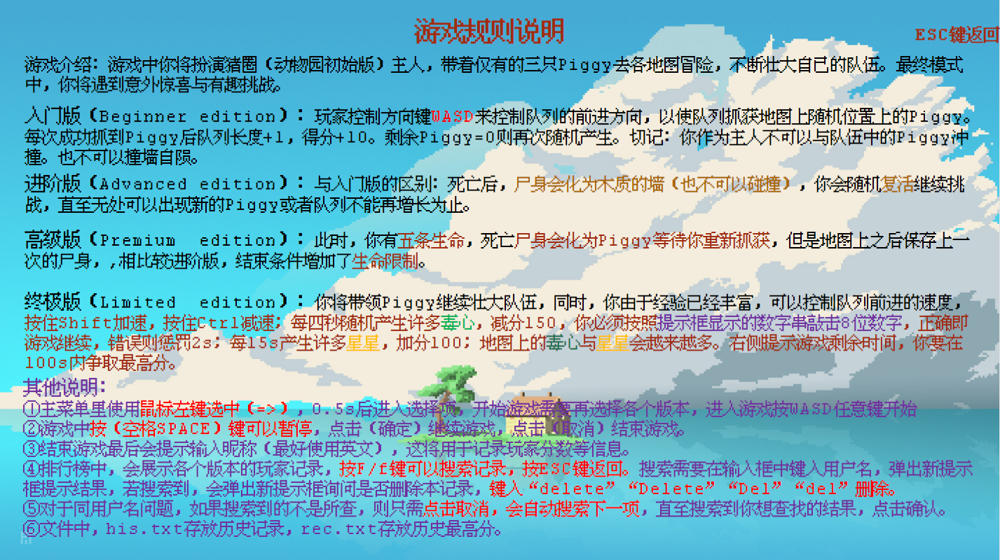 游戏规则说明
ESC键返回
游戏介绍：游戏中你将扮演猪圈（动物园初始版）主人，带着仅有的三只Piggy去各地图冒险，不断壮大自己的队伍。最终模式
中，你将遇到意外惊喜与有趣挑战。
入门版（Beginner edition）：玩家控制方向键WASD来控制队列的前进方向，以使队列抓获地图上随机位置上的Piggy。
每次成功抓到Piggy后队列长度+1，得分+10。剩余Piggy=0则再次随机产生。切记：你作为主人不可以与队伍中的Piggy冲
撞。也不可以撞墙自陨。
进阶版（Advanced edition）：与入门版的区别：死亡后，尸身会化为木质的墙（也不可以碰撞），你会随机复活继续挑
战，直至无处可以出现新的Piggy或者队列不能再增长为止。
高级版（Premium edition）：此时，你有五条生命，死亡尸身会化为Piggy等待你重新抓获，但是地图上之后保存上一
次的尸身，,相比较进阶版，结束条件增加了生命限制。
终极版（Limited edition）：你将带领Piggy继续壮大队伍，同时，你由于经验已经丰富，可以控制队列前进的速度，
按住Shift加速，按住Ctrl减速；每四秒随机产生许多毒心，减分150，你必须按照提示框显示的数字串敲击8位数字，正确即
游戏继续，错误则惩罚2s；每15s产生许多星星，加分100；地图上的毒心与星星会越来越多。右侧提示游戏剩余时间，你要在
100s内争取最高分。
其他说明：
①主菜单里使用鼠标左键选中（=>），0.5s后进入选择项，开始游戏需要再选择各个版本，进入游戏按WASD任意键开始
②游戏中按（空格SPACE）键可以暂停，点击（确定）继续游戏，点击（取消）结束游戏。
③结束游戏最后会提示输入昵称（最好使用英文），这将用于记录玩家分数等信息。
④排行榜中，会展示各个版本的玩家记录，按F/f键可以搜索记录，按ESC键返回。搜索需要在输入框中键入用户名，弹出新提示
框提示结果，若搜索到，会弹出新提示框询问是否删除本记录，键入“delete”“Delete”“Del”“del”删除。
⑤对于同用户名问题，如果搜索到的不是所查，则只需点击取消，会自动搜索下一项，直至搜索到你想查找的结果，点击确认。
⑥文件中，his.txt存放历史记录，rec.txt存放历史最高分。